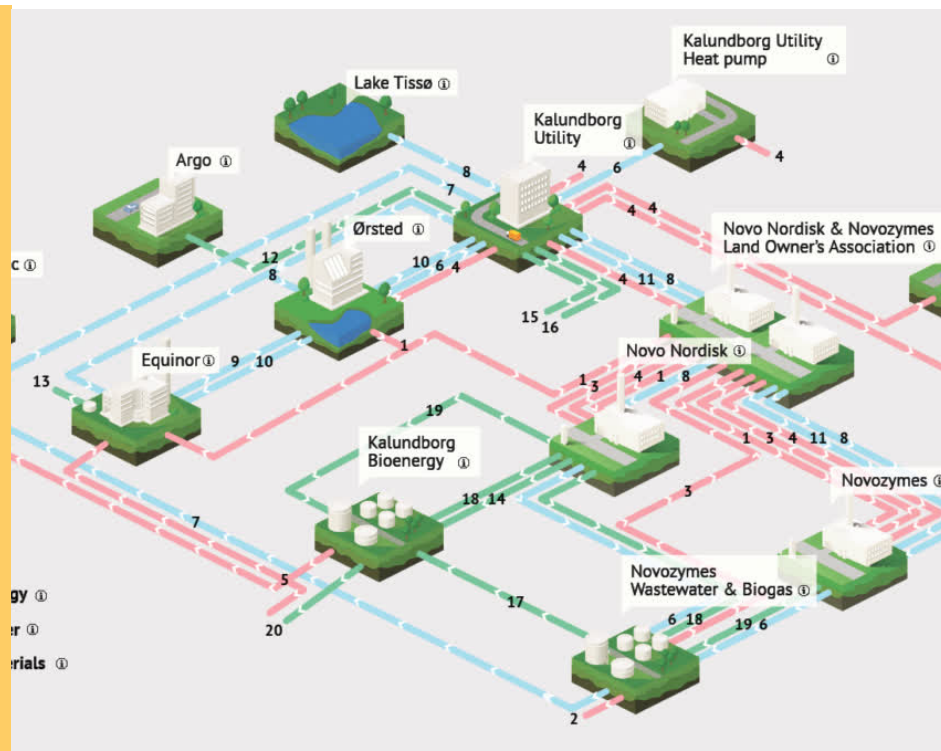 Kalundborg Utility
Heat pump ⓘ
Lake Tissø ⓘ
Kalundborg
Utility ⓘ
4
6
4
8
Argo ⓘ
7
4
4
Novo Nordisk & Novozymes
Land Owner's Association ⓘ
Ørsted ⓘ
12
8
10
6
4
4
11
8
c ⓘ
15
16
1
Novo Nordisk ⓘ
Equinor ⓘ
9
10
13
1
3
4
1
8
19
Kalundborg
Bioenergy ⓘ
1
3
4
11
8
3
Novozymes ⓘ
18
14
7
5
Novozymes
Wastewater & Biogas ⓘ
gy ⓘ
17
6
18
19
6
20
er ⓘ
erials ⓘ
2